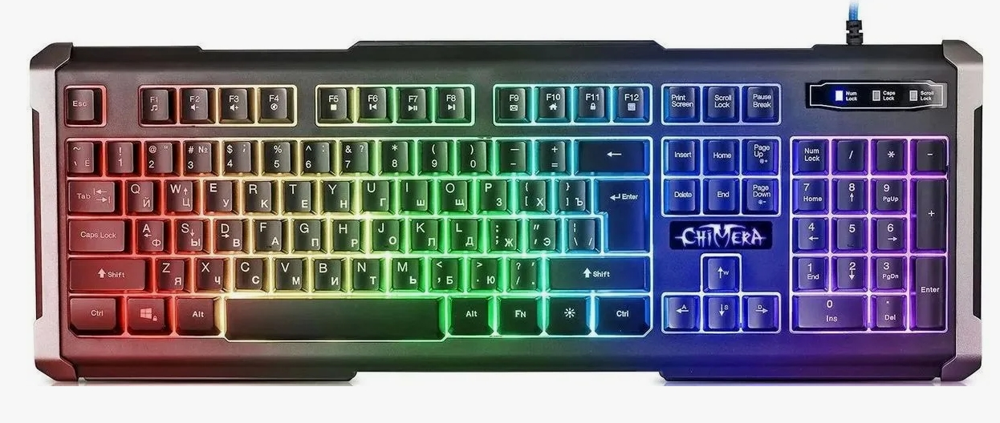 Esc F1 F2 F3 F4 F5 F6 F7 F8 F9 F10 F11 F12 Print Screen Scroll Lock Pause Break Num Lock Caps Lock Scroll Lock
~ Ё ! 1 @ " 2 # № 3 $ ; 4 % 5 ^ : 6 & ? 7 * 8 ( 9 ) 0 — - + = ← Insert Home Page Up Num Lock / * -
Tab Q Й W Ц E У R К T Е Y Н U Г I Ш O Щ P З { [ Х } ] Ъ Enter Delete End Page Down 7 Home 8 ↑ 9 PgUp +
Caps Lock A Ф S Ы D В F А G П H Р J О K Л L Д : ; Ж " ' Э | \ / CHIMERA 4 ← 5 6 →
Shift Z Я X Ч C С V М B И N Т M Ь < , Б > . Ю ? / . Shift W 1 End 2 ↓ 3 PgDn Enter
Ctrl Alt Alt FN Ctrl A S D 0 Ins . Del